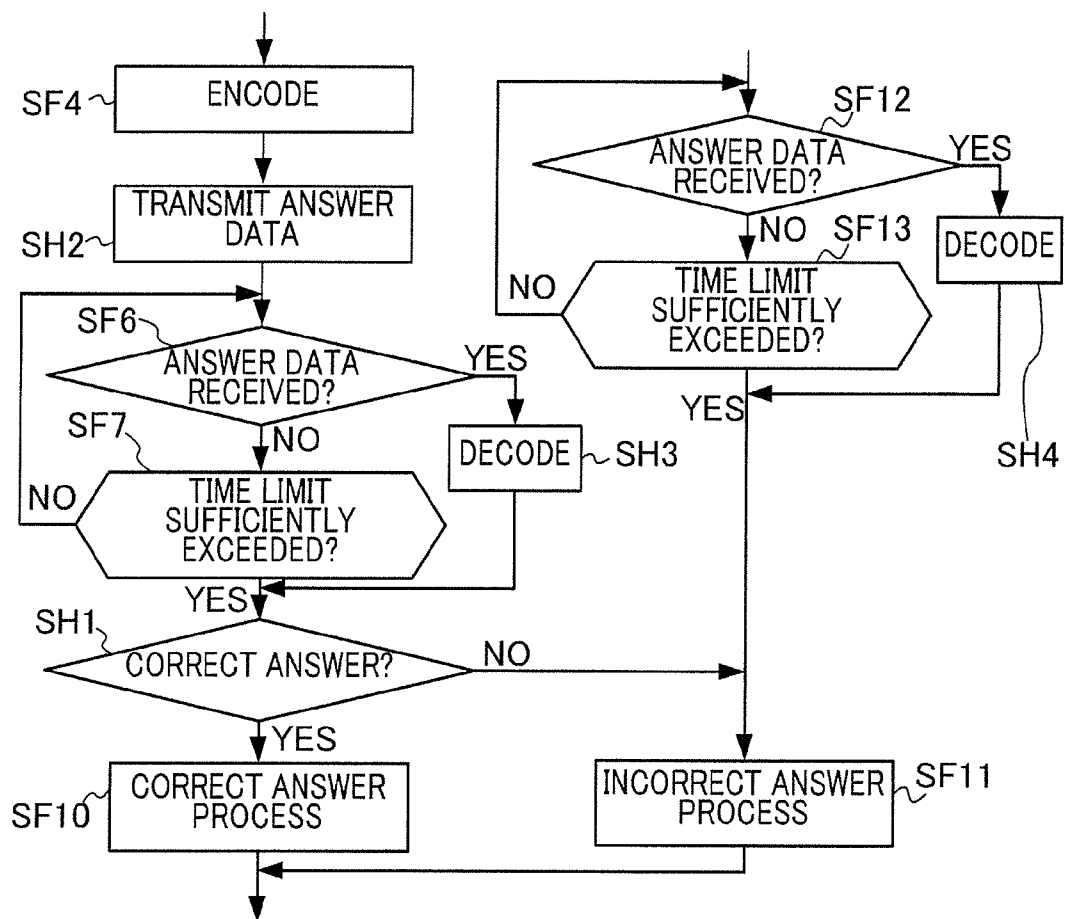 SF4
ENCODE
SH2
TRANSMIT ANSWER
DATA
SF6
ANSWER DATA
RECEIVED?
YES
NO
SF7
DECODE
SH3
NO
TIME LIMIT
SUFFICIENTLY
EXCEEDED?
YES
SH1
CORRECT ANSWER?
NO
YES
SF10
CORRECT ANSWER
PROCESS
SF12
ANSWER DATA
RECEIVED?
YES
NO
SF13
DECODE
NO
TIME LIMIT
SUFFICIENTLY
EXCEEDED?
YES
SH4
INCORRECT ANSWER
PROCESS
SF11